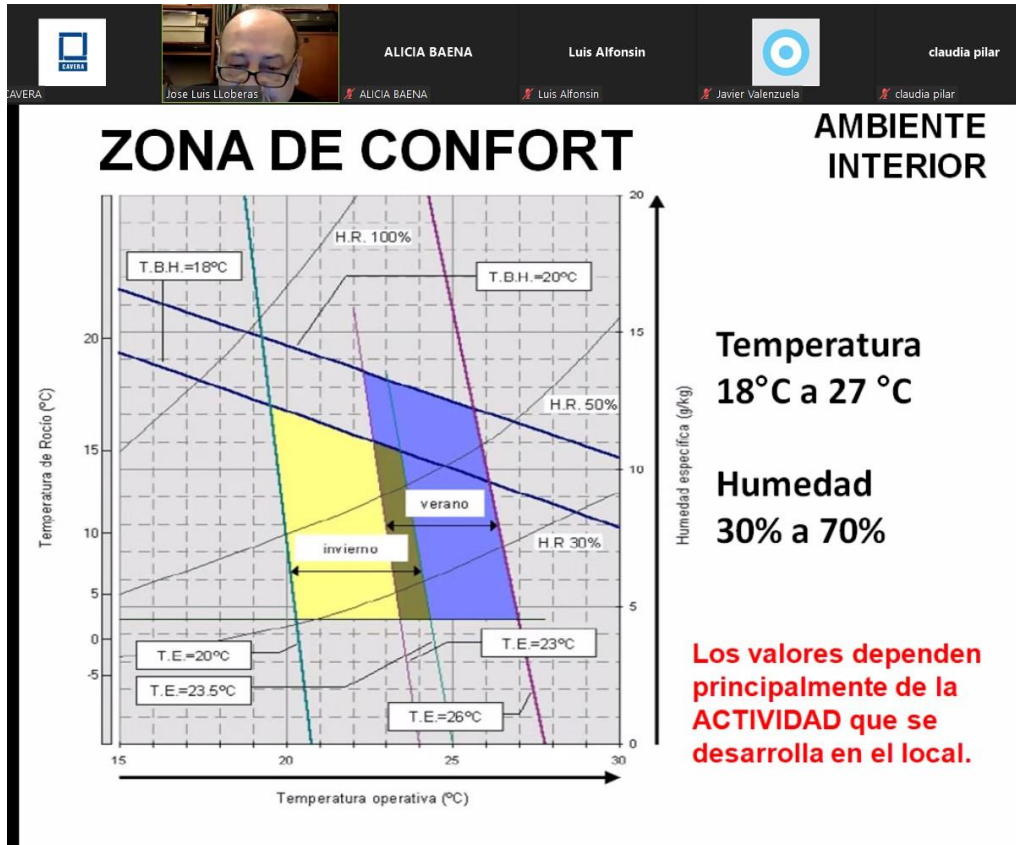 CAVERA
CAVERA
Jose Luis LLoberas
ALICIA BAENA
ALICIA BAENA
Luis Alfonsin
Luis Alfonsin
Javier Valenzuela
claudia pilar
claudia pilar
ZONA DE CONFORT
AMBIENTE
INTERIOR
20
H.R. 100%
T.B.H.=18ºC
T.B.H.=20ºC
20
15
Temperatura
18°C a 27 °C
H.R. 50%
15
10
Temperatura de Rocío (ºC)
Humedad específica (g/kg)
Humedad
30% a 70%
verano
10
H.R 30%
invierno
5
5
0
T.E.=23ºC
T.E.=20ºC
-5
T.E.=23.5ºC
T.E.=26ºC
0
Los valores dependen
principalmente de la
ACTIVIDAD que se
desarrolla en el local.
15
20
25
30
Temperatura operativa (ºC)